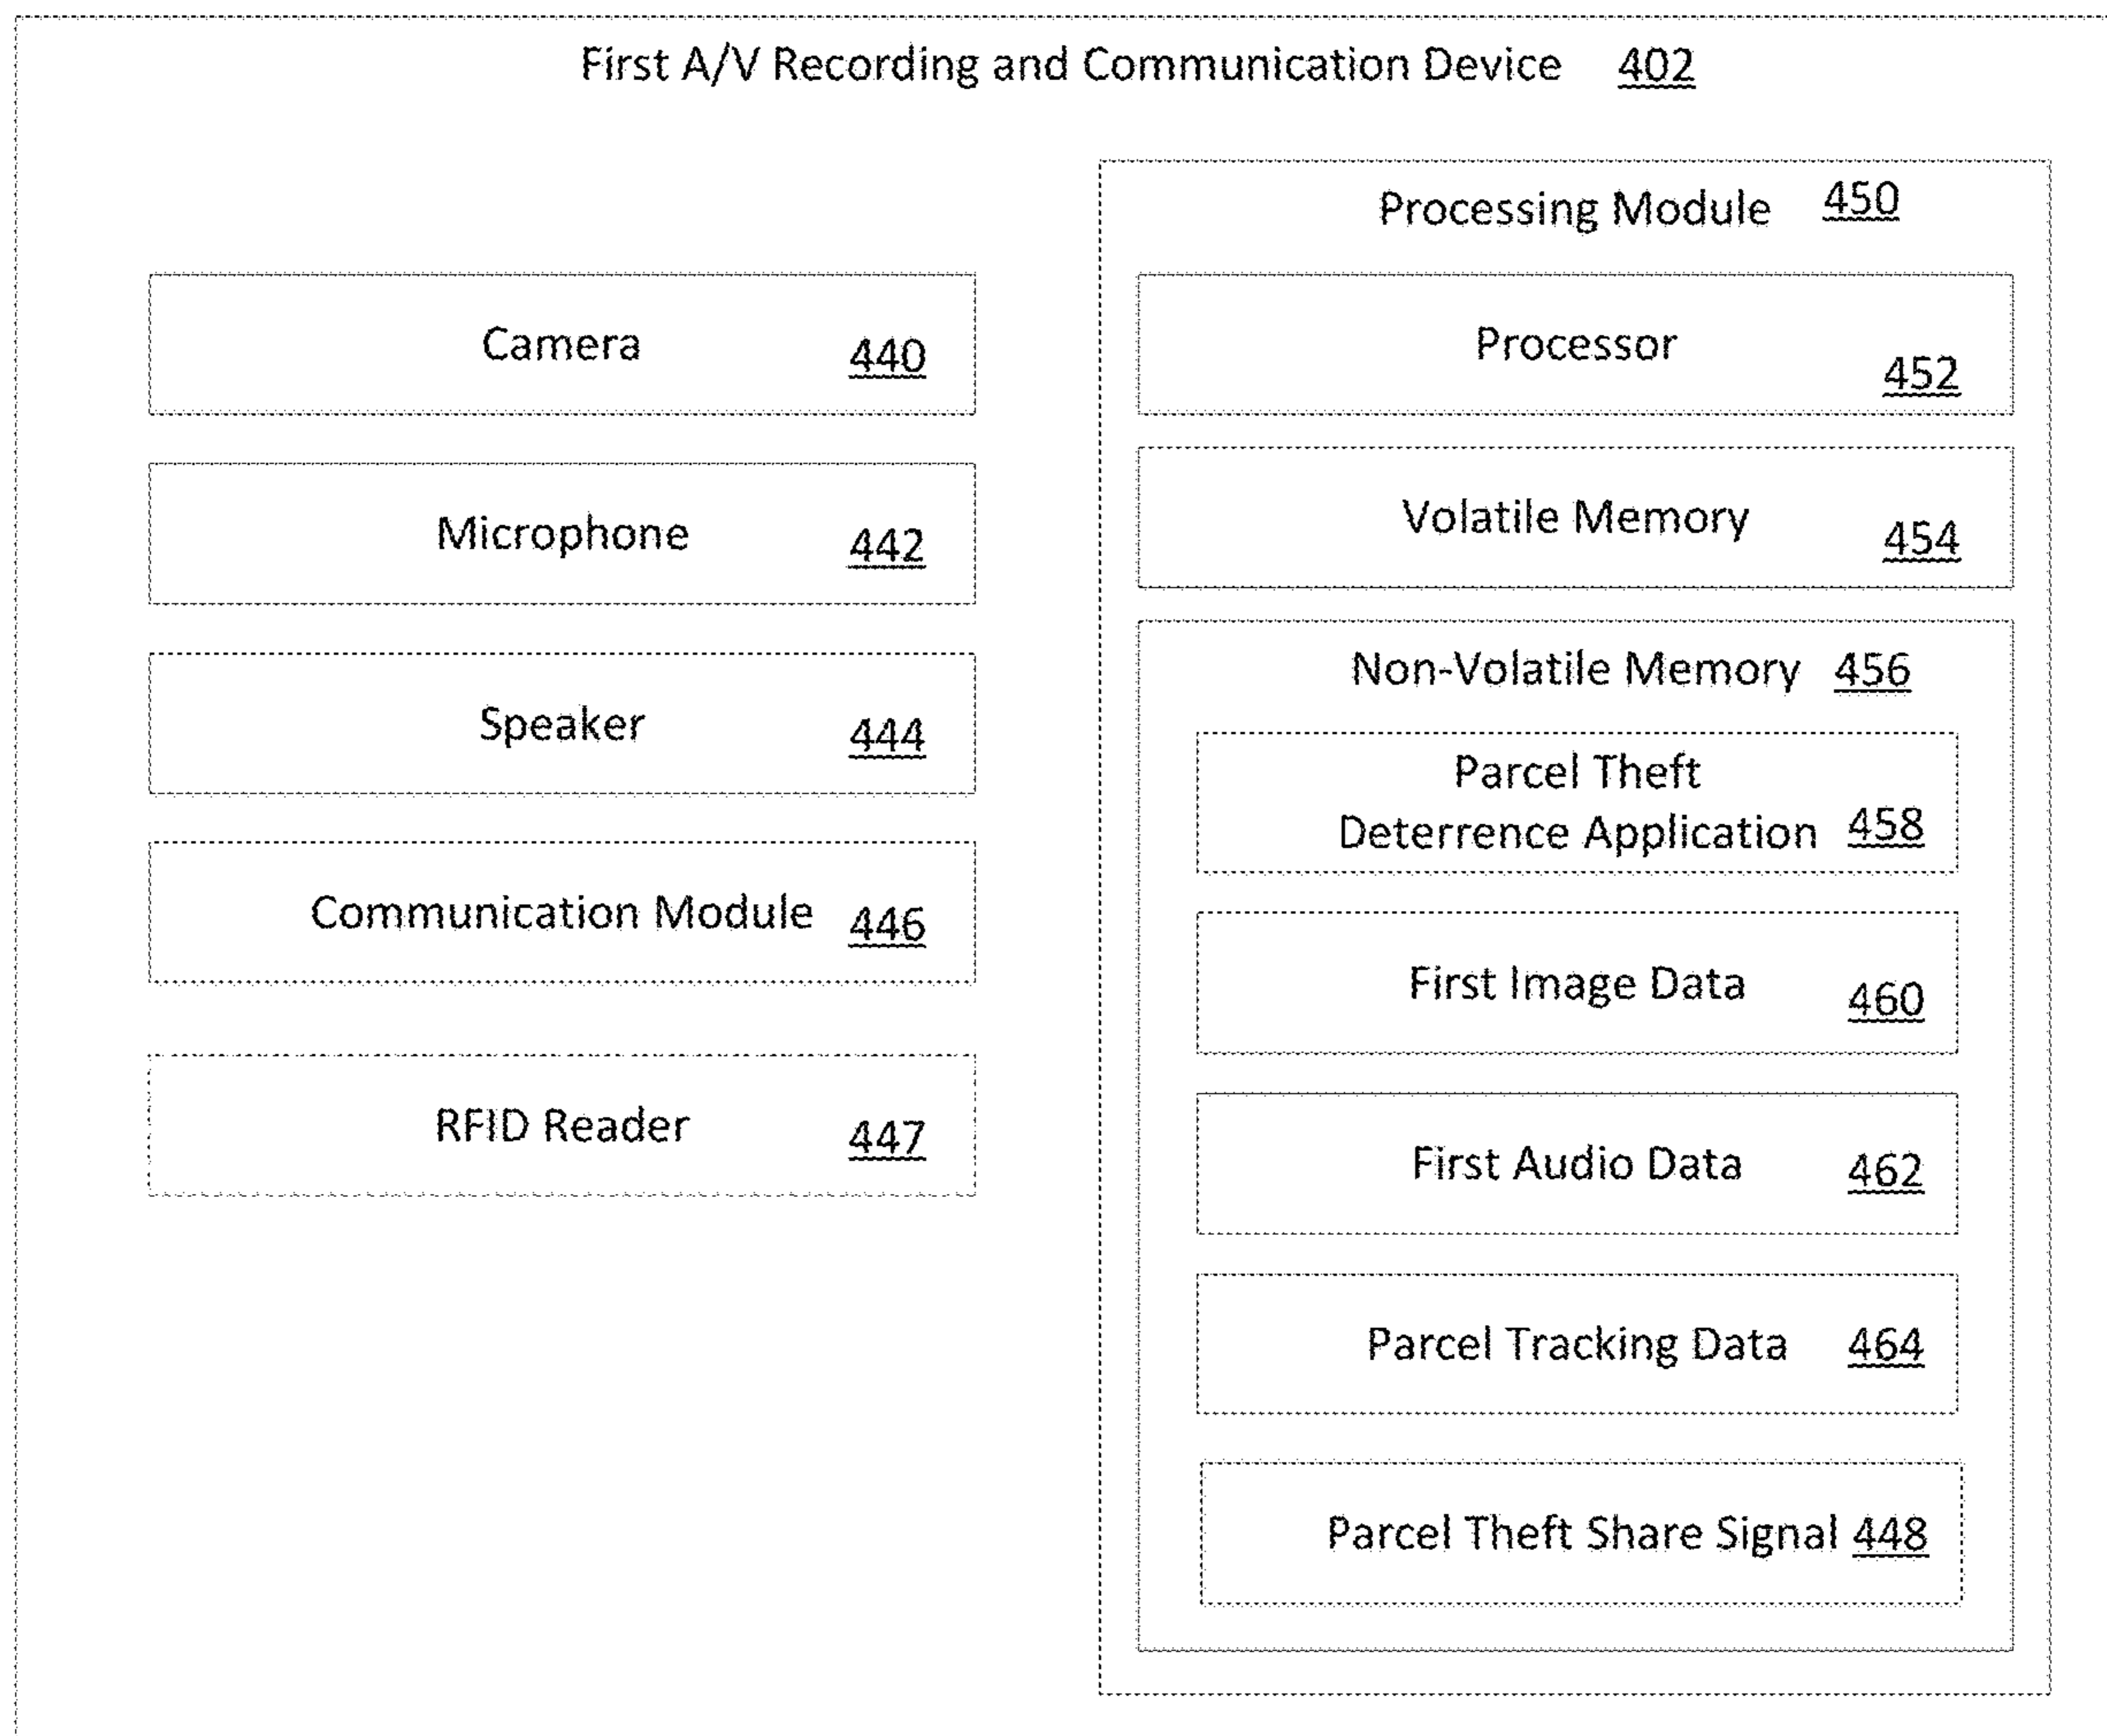 First A/V Recording and Communication Device 402
Camera 440
Microphone 442
Speaker 444
Communication Module 446
RFID Reader 447
Processing Module 450
Processor 452
Volatile Memory 454
Non-Volatile Memory 456
Parcel Theft
Deterrence Application 458
First Image Data 460
First Audio Data 462
Parcel Tracking Data 464
Parcel Theft Share Signal 448